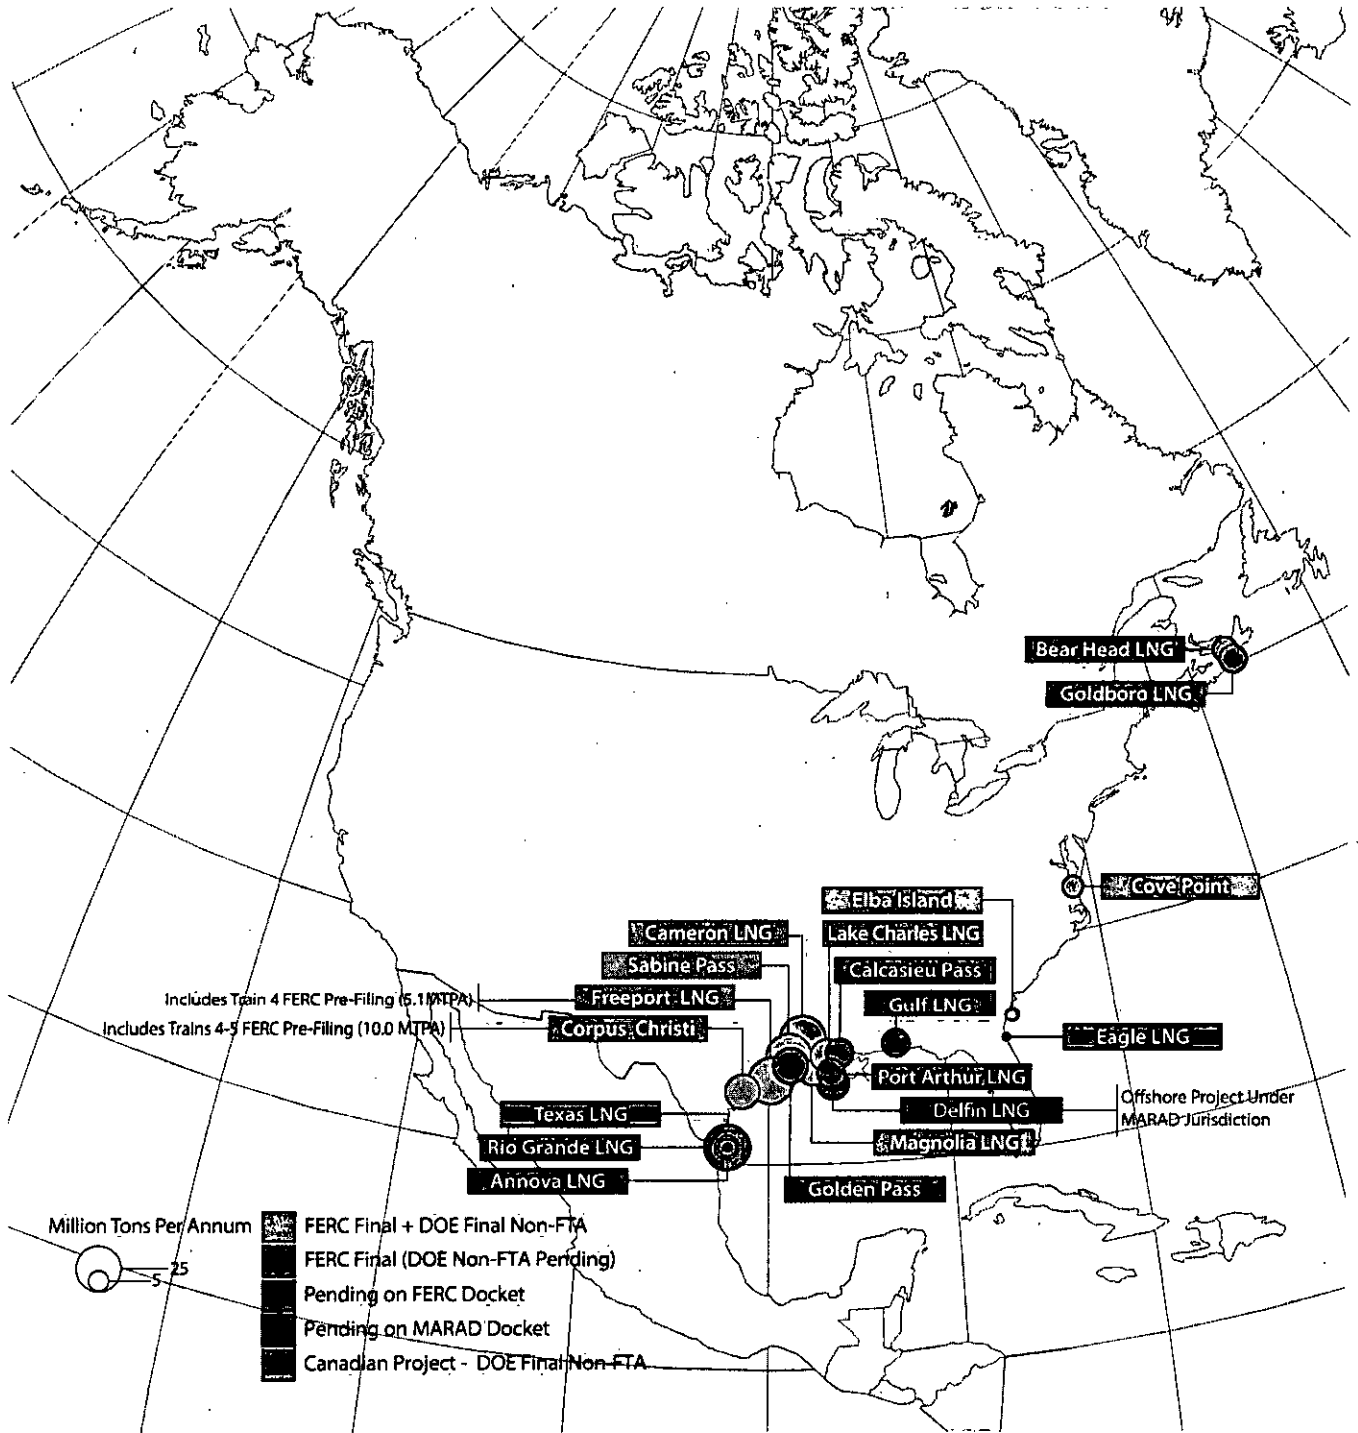 Bear Head LNG
Goldboro LNG
Cove Point
Elba Island
Cameron LNG
Lake Charles LNG
Sabine Pass
Calcasieu Pass
Includes Train 4 FERC Pre-Filing (5.1MTPA)
Freeport LNG
Gulf LNG
Includes Trains 4-5 FERC Pre-Filing (10.0 MTPA)
Corpus Christi
Eagle LNG
Port Arthur LNG
Texas LNG
Delfin LNG
Offshore Project Under
MARAD Jurisdiction
Rio Grande LNG
Magnolia LNG
Annova LNG
Golden Pass
Million Tons Per Annum
25
5
FERC Final + DOE Final Non-FTA
FERC Final (DOE Non-FTA Pending)
Pending on FERC Docket
Pending on MARAD Docket
Canadian Project - DOE Final Non-FTA